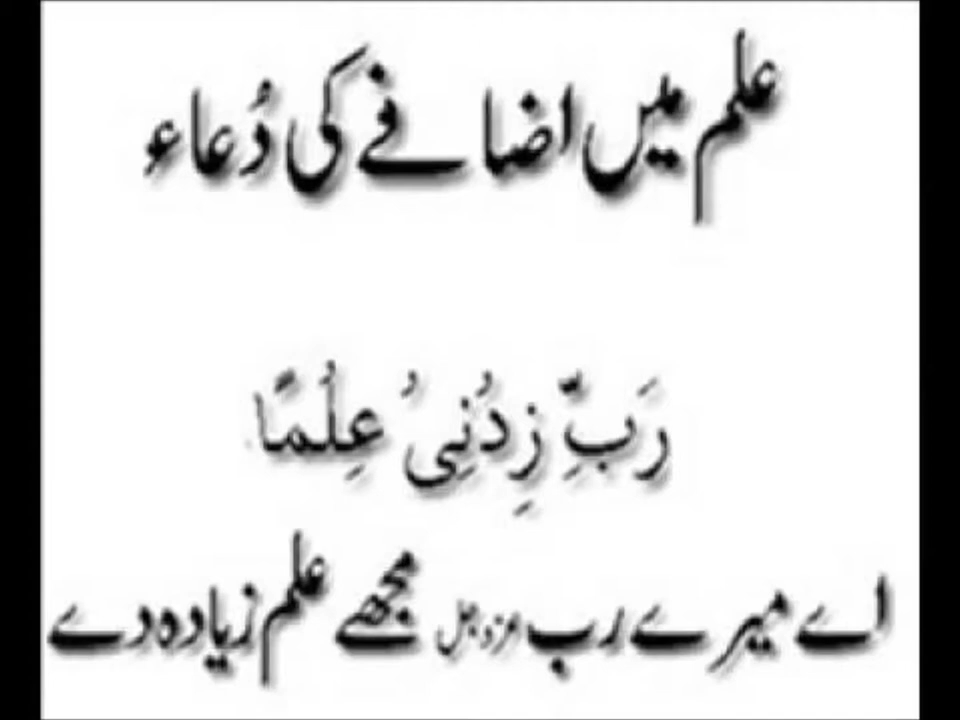 علم میں اضافے کی دُعاء
رَبِّ زِدْنِیْ عِلْمًا
اے میرے رب عزوجل مجھے علم زیادہ دے